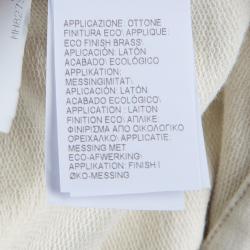 APPLICAZIONE: OTTONE
FINITURA ECO\ APPLIQUE:
ECO FINISH BRASS\
APLICACIÓN: LATÓN
ACABADO ECOLÓGICO
APPLIKATION:
MESSINGIMITAT\
APLICACIÓN: LATÓN
ACABADO ECOLÓGICO\
APPLICATION : LAITON
FINITION ECO\ ΑΠΛΙΚΕ:
ΦΙΝΙΡΙΣΜΑ ΑΠΟ ΟΙΚΟΛΟΓΙΚΟ
ΟΡΕΙΧΑΛΚΟ\ APPLICATIE:
MESSING MET
ECO-AFWERKING\
APPLIKATION: FINISH I
ØKO-MESSING